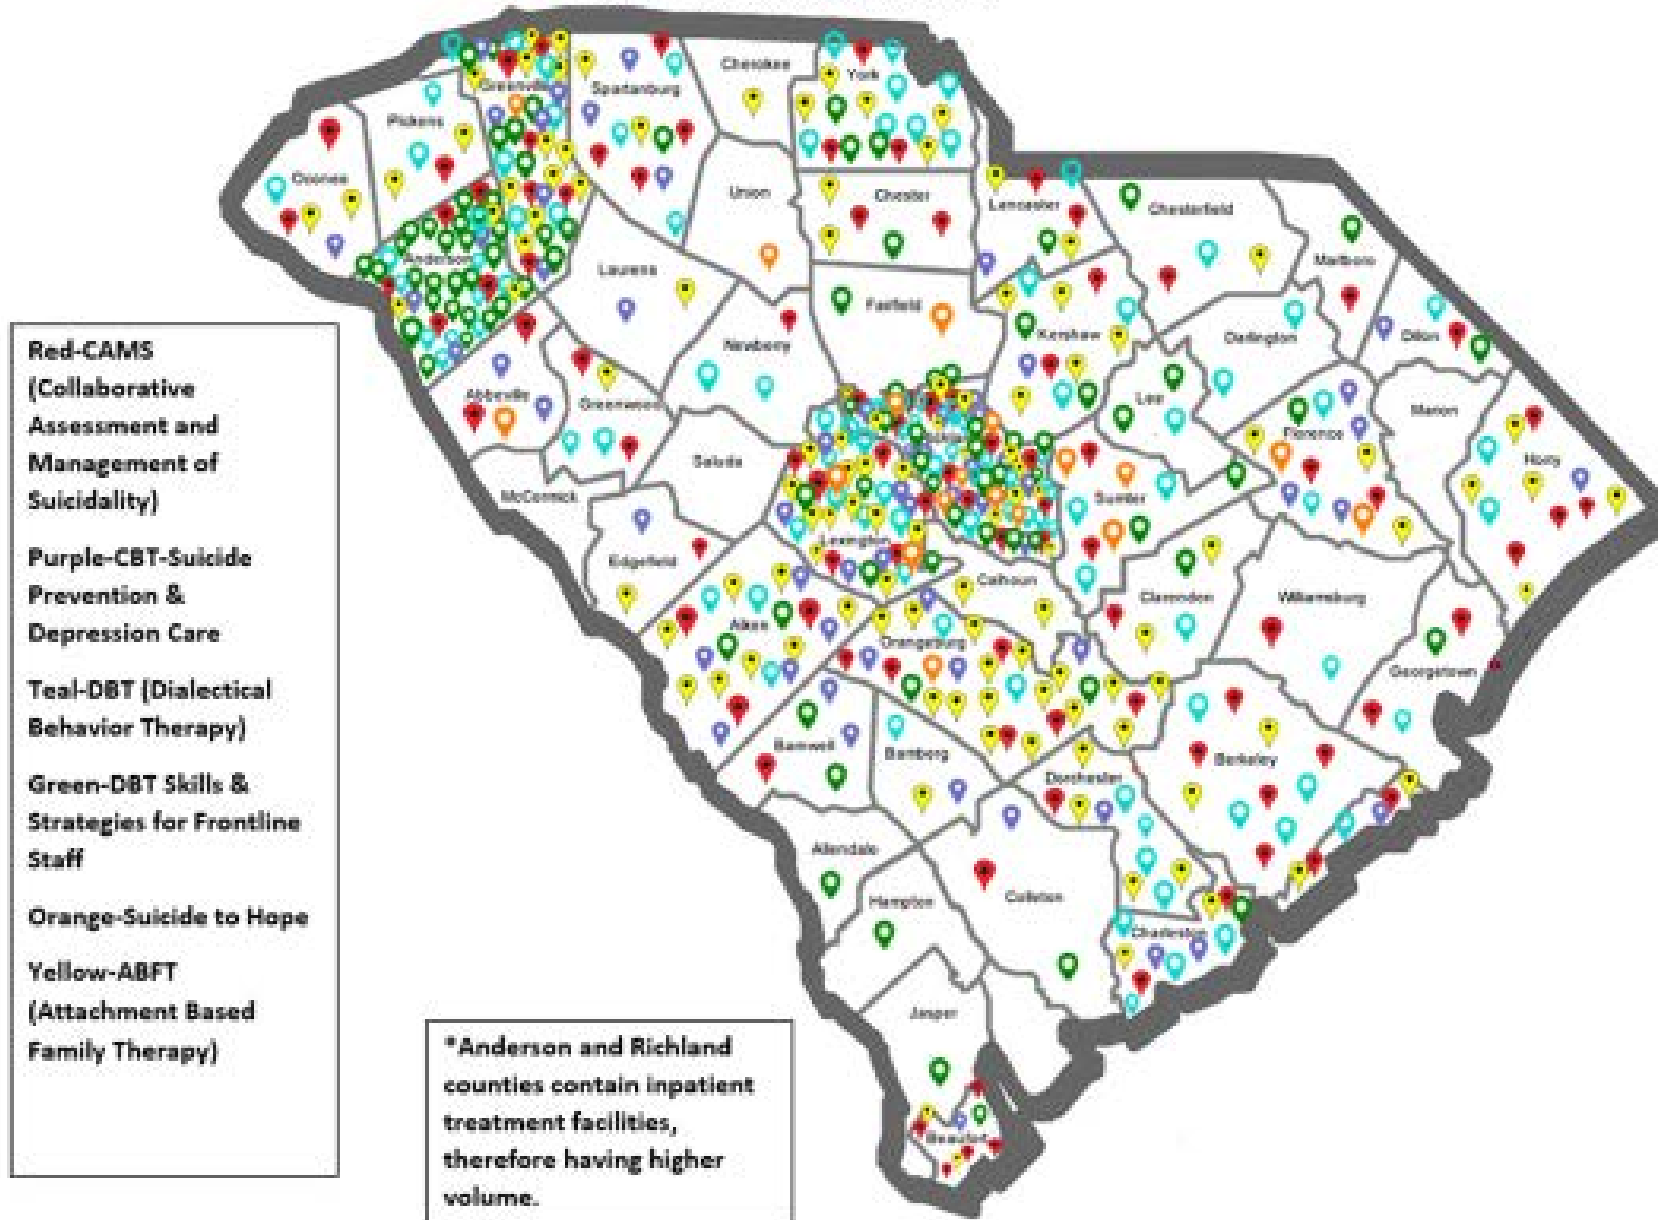 Cherokee
York
Greenville
Spartanburg
Pickens
Oconee
Union
Chester
Lancaster
Chesterfield
Marlboro
Anderson
Laurens
Fairfield
Kershaw
Darlington
Dillon
Newberry
Abbeville
Greenwood
Lee
Marion
Florence
Horry
Saluda
McCormick
Sumter
Lexington
Edgefield
Calhoun
Clarendon
Williamsburg
Aiken
Orangeburg
Georgetown
Barnwell
Bamberg
Dorchester
Berkeley
Allendale
Hampton
Colleton
Charleston
Jasper
Beaufort
Red-CAMS
(Collaborative
Assessment and
Management of
Suicidality)
Purple-CBT-Suicide
Prevention &
Depression Care
Teal-DBT (Dialectical
Behavior Therapy)
Green-DBT Skills &
Strategies for Frontline
Staff
Orange-Suicide to Hope
Yellow-ABFT
(Attachment Based
Family Therapy)
*Anderson and Richland
counties contain inpatient
treatment facilities,
therefore having higher
volume.